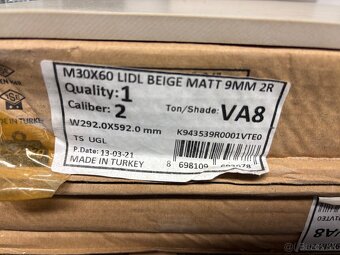 M30X60 LIDL BEIGE MATT 9MM 2R
Quality: 1
Caliber: 2
Ton/Shade: VA8
W292.0X592.0 mm
K943539R0001VTE0
TS UGL
P.Date: 13-03-21
MADE IN TURKEY
8 698109
VA8